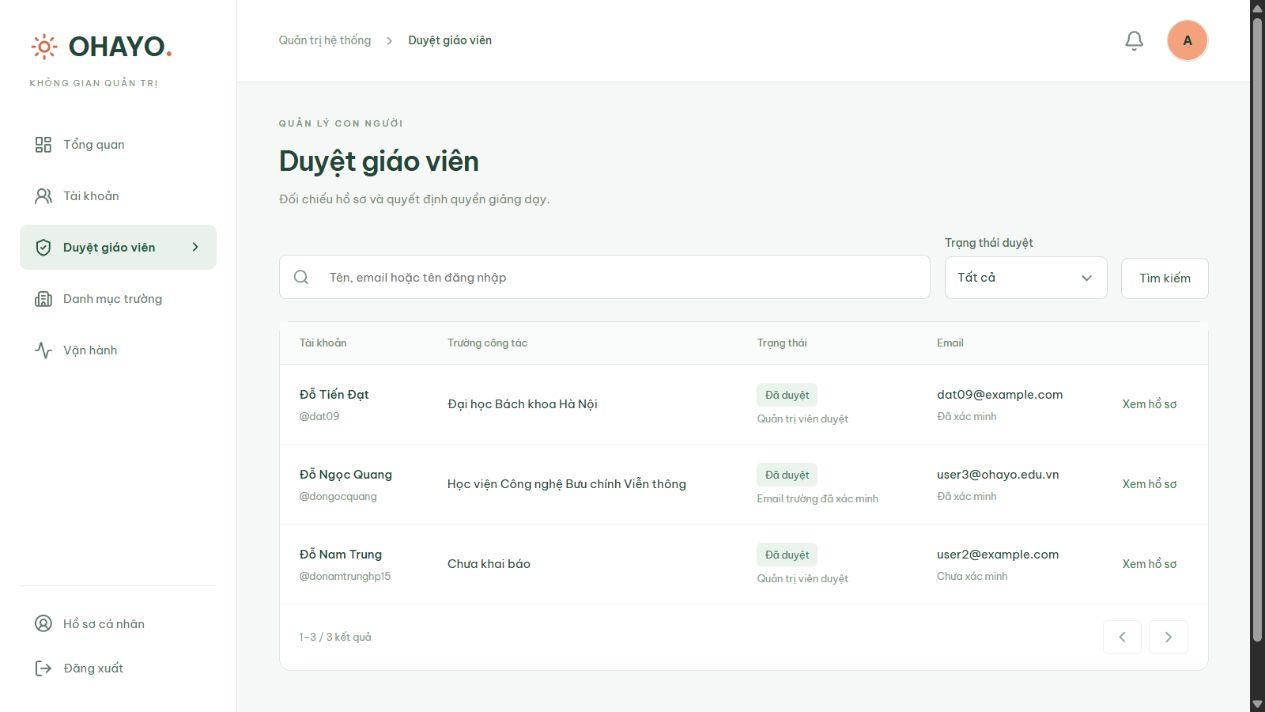 OHAYO.
KHÔNG GIAN QUẢN TRỊ
Tổng quan
Tài khoản
Duyệt giáo viên
Danh mục trường
Vận hành
Hồ sơ cá nhân
Đăng xuất
Quản trị hệ thống > Duyệt giáo viên
A
QUẢN LÝ CON NGƯỜI
Duyệt giáo viên
Đối chiếu hồ sơ và quyết định quyền giảng dạy.
Tên, email hoặc tên đăng nhập
Trạng thái duyệt
Tất cả
Tìm kiếm
Tài khoản Trường công tác Trạng thái Email
Đỗ Tiến Đạt
@dat09
Đại học Bách khoa Hà Nội
Đã duyệt
Quản trị viên duyệt
dat09@example.com
Đã xác minh
Xem hồ sơ
Đỗ Ngọc Quang
@dongocquang
Học viện Công nghệ Bưu chính Viễn thông
Đã duyệt
Email trường đã xác minh
user3@ohayo.edu.vn
Đã xác minh
Xem hồ sơ
Đỗ Nam Trung
@donamtrunghp15
Chưa khai báo
Đã duyệt
Quản trị viên duyệt
user2@example.com
Chưa xác minh
Xem hồ sơ
1–3 / 3 kết quả